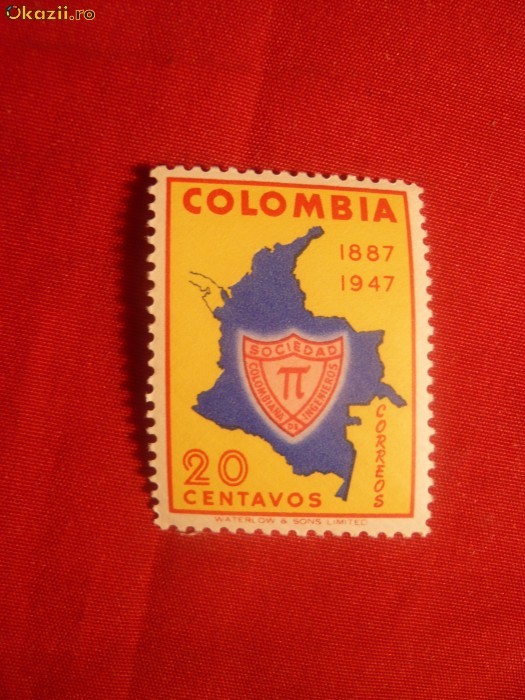 Okazii.ro
COLOMBIA
1887
1947
SOCIEDAD
COLOMBIANA DE INGENIEROS
π
CORREOS
20
CENTAVOS
WATERLOW & SONS LIMITED